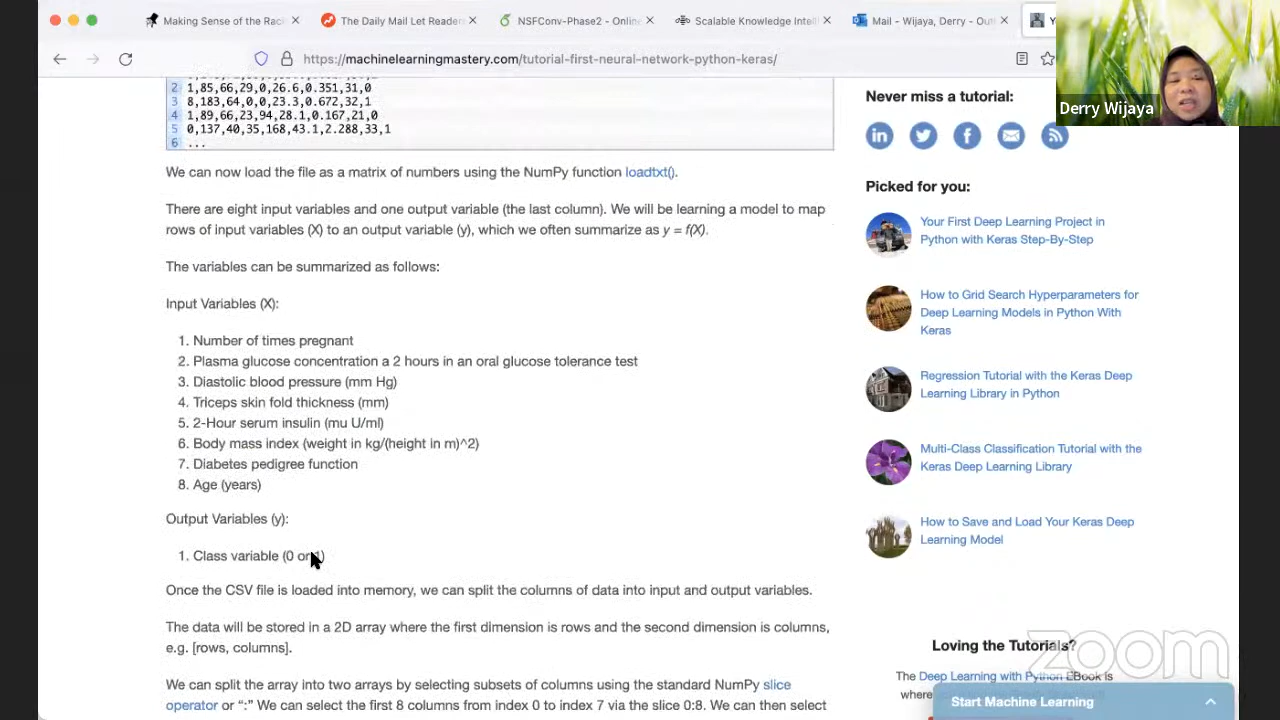 Making Sense of the Rac
The Daily Mail Let Readers
NSFConv-Phase2 - Online
Scalable Knowledge Intell
Mail - Wijaya, Derry - Out
https://machinelearningmastery.com/tutorial-first-neural-network-python-keras/
Derry Wijaya
2 1,85,66,29,0,26.6,0.351,31,0
3 8,183,64,0,0,23.3,0.672,32,1
4 1,89,66,23,94,28.1,0.167,21,0
5 0,137,40,35,168,43.1,2.288,33,1
6 ...
We can now load the file as a matrix of numbers using the NumPy function loadtxt().
There are eight input variables and one output variable (the last column). We will be learning a model to map
rows of input variables (X) to an output variable (y), which we often summarize as y = f(X).
The variables can be summarized as follows:
Input Variables (X):
1. Number of times pregnant
2. Plasma glucose concentration a 2 hours in an oral glucose tolerance test
3. Diastolic blood pressure (mm Hg)
4. Triceps skin fold thickness (mm)
5. 2-Hour serum insulin (mu U/ml)
6. Body mass index (weight in kg/(height in m)^2)
7. Diabetes pedigree function
8. Age (years)
Output Variables (y):
1. Class variable (0 or 1)
Once the CSV file is loaded into memory, we can split the columns of data into input and output variables.
The data will be stored in a 2D array where the first dimension is rows and the second dimension is columns,
e.g. [rows, columns].
We can split the array into two arrays by selecting subsets of columns using the standard NumPy slice
operator or “:” We can select the first 8 columns from index 0 to index 7 via the slice 0:8. We can then select
Never miss a tutorial:
Picked for you:
Your First Deep Learning Project in
Python with Keras Step-By-Step
How to Grid Search Hyperparameters for
Deep Learning Models in Python With
Keras
Regression Tutorial with the Keras Deep
Learning Library in Python
Multi-Class Classification Tutorial with the
Keras Deep Learning Library
How to Save and Load Your Keras Deep
Learning Model
Loving the Tutorials?
The Deep Learning with Python EBook is
where
Start Machine Learning
zoom